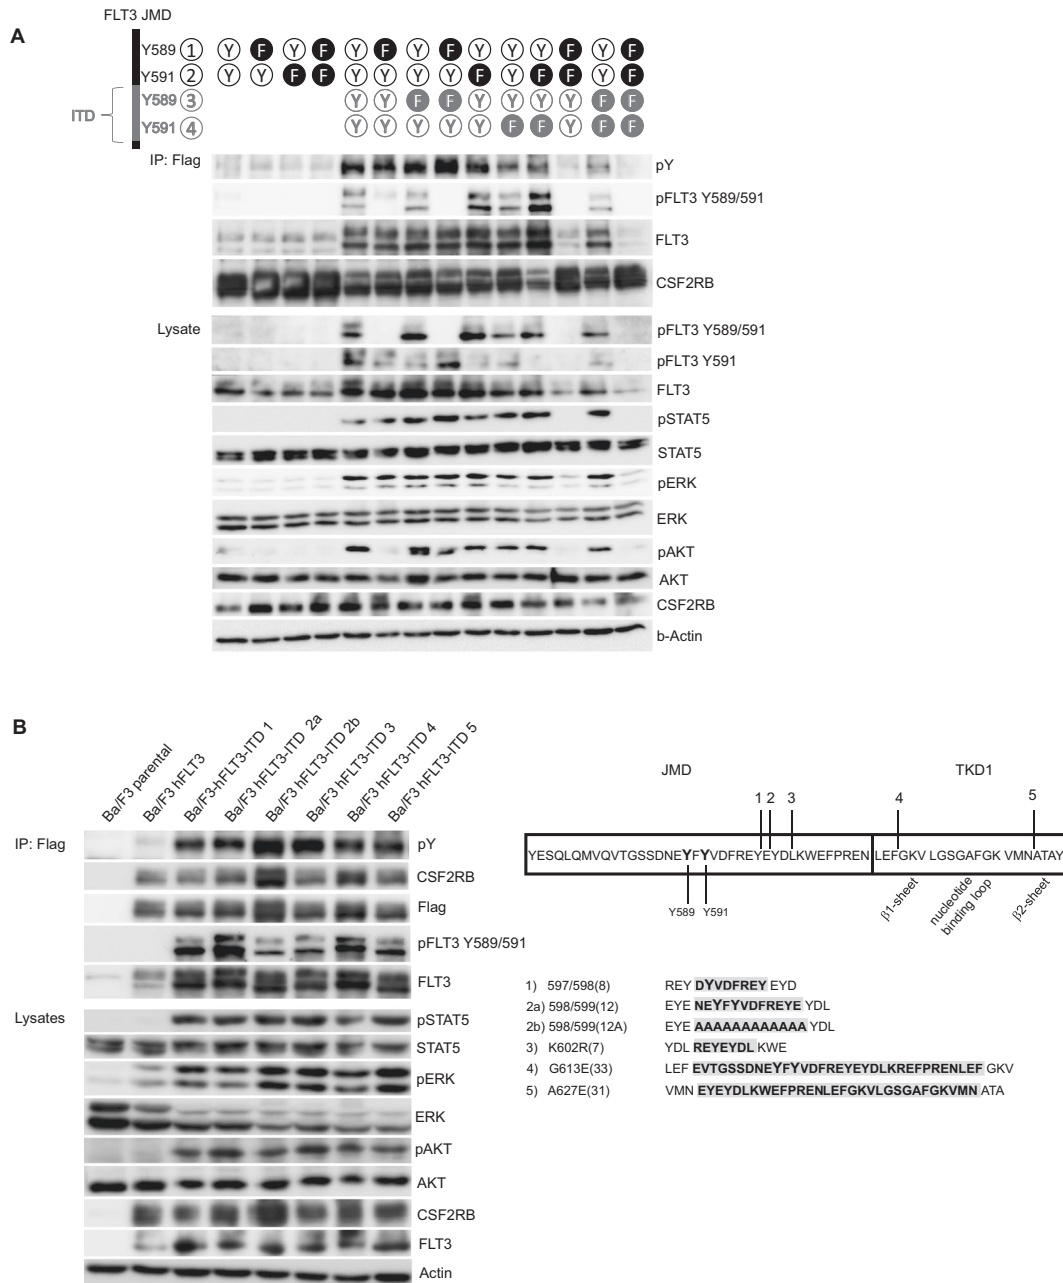 FLT3 JMD
A
Y589 1 Y F Y F Y F Y F Y Y Y F Y F
Y591 2 Y Y F F Y Y Y Y F Y F F Y F
ITD
Y589 3 Y Y F F Y Y Y Y F F
Y591 4 Y Y Y Y Y F F Y F F
IP: Flag
pY
pFLT3 Y589/591
FLT3
CSF2RB
Lysate
pFLT3 Y589/591
pFLT3 Y591
FLT3
pSTAT5
STAT5
pERK
ERK
pAKT
AKT
CSF2RB
b-Actin
B
Ba/F3 parental
Ba/F3 hFLT3
Ba/F3-hFLT3-ITD 1
Ba/F3 hFLT3-ITD 2a
Ba/F3 hFLT3-ITD 2b
Ba/F3 hFLT3-ITD 3
Ba/F3 hFLT3-ITD 4
Ba/F3 hFLT3-ITD 5
IP: Flag
pY
CSF2RB
Flag
pFLT3 Y589/591
FLT3
Lysates
pSTAT5
STAT5
pERK
ERK
pAKT
AKT
CSF2RB
FLT3
Actin
JMD TKD1
1 2 3 4 5
YESQLQMVQVTGSSDNEYFYVDFREYEYDLKWEFPREN LEFGKV LGSGAFGK VMNATAY
Y589 Y591
β1-sheet
nucleotide
binding loop
β2-sheet
1) 597/598(8) REY DYVDFREY EYD
2a) 598/599(12) EYE NEYFYVDFREYE YDL
2b) 598/599(12A) EYE AAAAAAAAAAAA YDL
3) K602R(7) YDL REYEYDL KWE
4) G613E(33) LEF EVTGSSDNEYFYVDFREYEYDLKREFPRENLEF GKV
5) A627E(31) VMN EYEYDLKWEFPRENLEFGKVLGSGAFGKVMN ATA